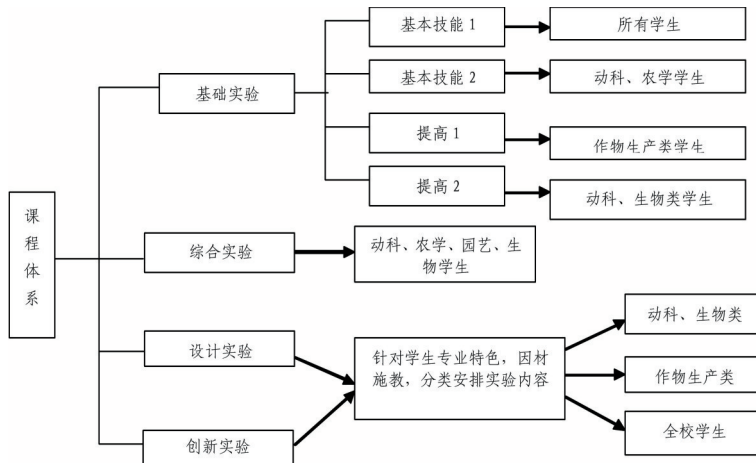 课
程
体
系
基础实验
基本技能 1
所有学生
基本技能 2
动科、农学学生
提高 1
作物生产类学生
提高 2
动科、生物类学生
综合实验
动科、农学、园艺、生
物学生
设计实验
创新实验
针对学生专业特色，因材
施教，分类安排实验内容
动科、生物类
作物生产类
全校学生